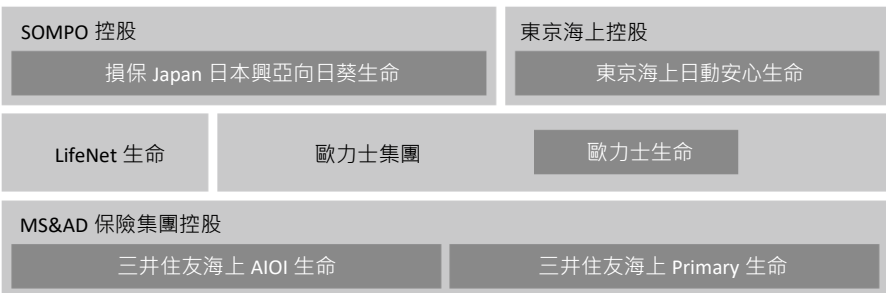 SOMPO 控股
損保 Japan 日本興亞向日葵生命
東京海上控股
東京海上日動安心生命
LifeNet 生命
歐力士集團
歐力士生命
MS&AD 保險集團控股
三井住友海上 AIOI 生命
三井住友海上 Primary 生命